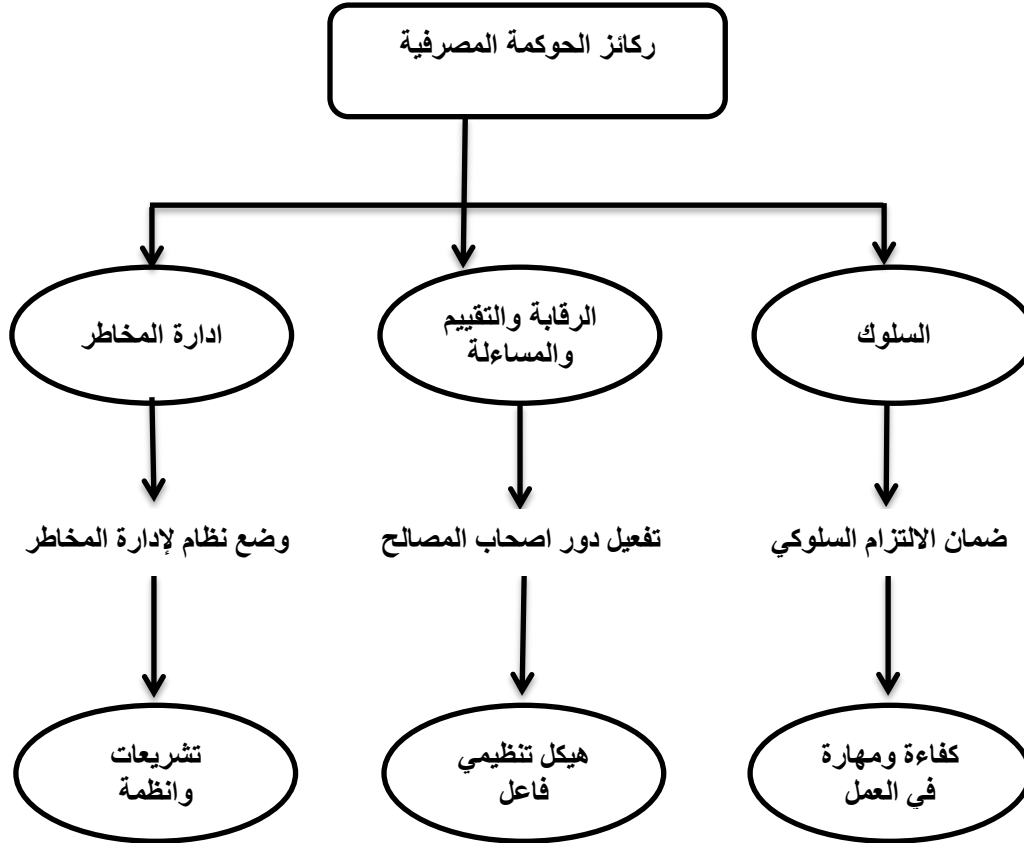 ركائز الحوكمة المصرفية
السلوك
الرقابة والتقييم
والمساءلة
ادارة المخاطر
ضمان الالتزام السلوكي
تفعيل دور اصحاب المصالح
وضع نظام لإدارة المخاطر
كفاءة ومهارة
في العمل
هيكل تنظيمي
فاعل
تشريعات
وانظمة